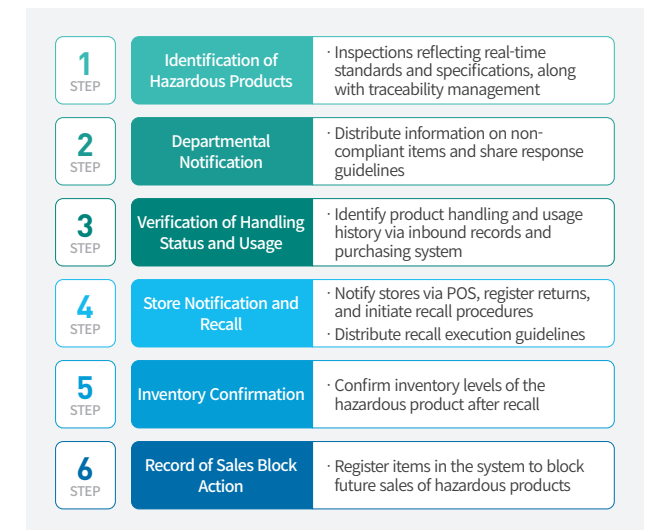 1
STEP
Identification of
Hazardous Products
· Inspections reflecting real-time
standards and specifications, along
with traceability management
2
STEP
Departmental
Notification
· Distribute information on non-
compliant items and share response
guidelines
3
STEP
Verification of Handling
Status and Usage
· Identify product handling and usage
history via inbound records and
purchasing system
4
STEP
Store Notification and
Recall
· Notify stores via POS, register returns,
and initiate recall procedures
· Distribute recall execution guidelines
5
STEP
Inventory Confirmation
· Confirm inventory levels of the
hazardous product after recall
6
STEP
Record of Sales Block
Action
· Register items in the system to block
future sales of hazardous products